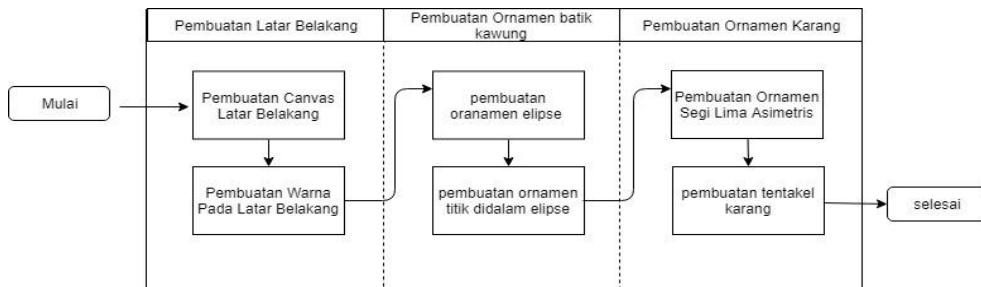 Pembuatan Latar Belakang
Pembuatan Ornamen batik
kawung
Pembuatan Ornamen Karang
Mulai
Pembuatan Canvas
Latar Belakang
Pembuatan Warna
Pada Latar Belakang
pembuatan
oranamen elipse
pembuatan ornamen
titik didalam elipse
Pembuatan Ornamen
Segi Lima Asimetris
pembuatan tentakel
karang
selesai